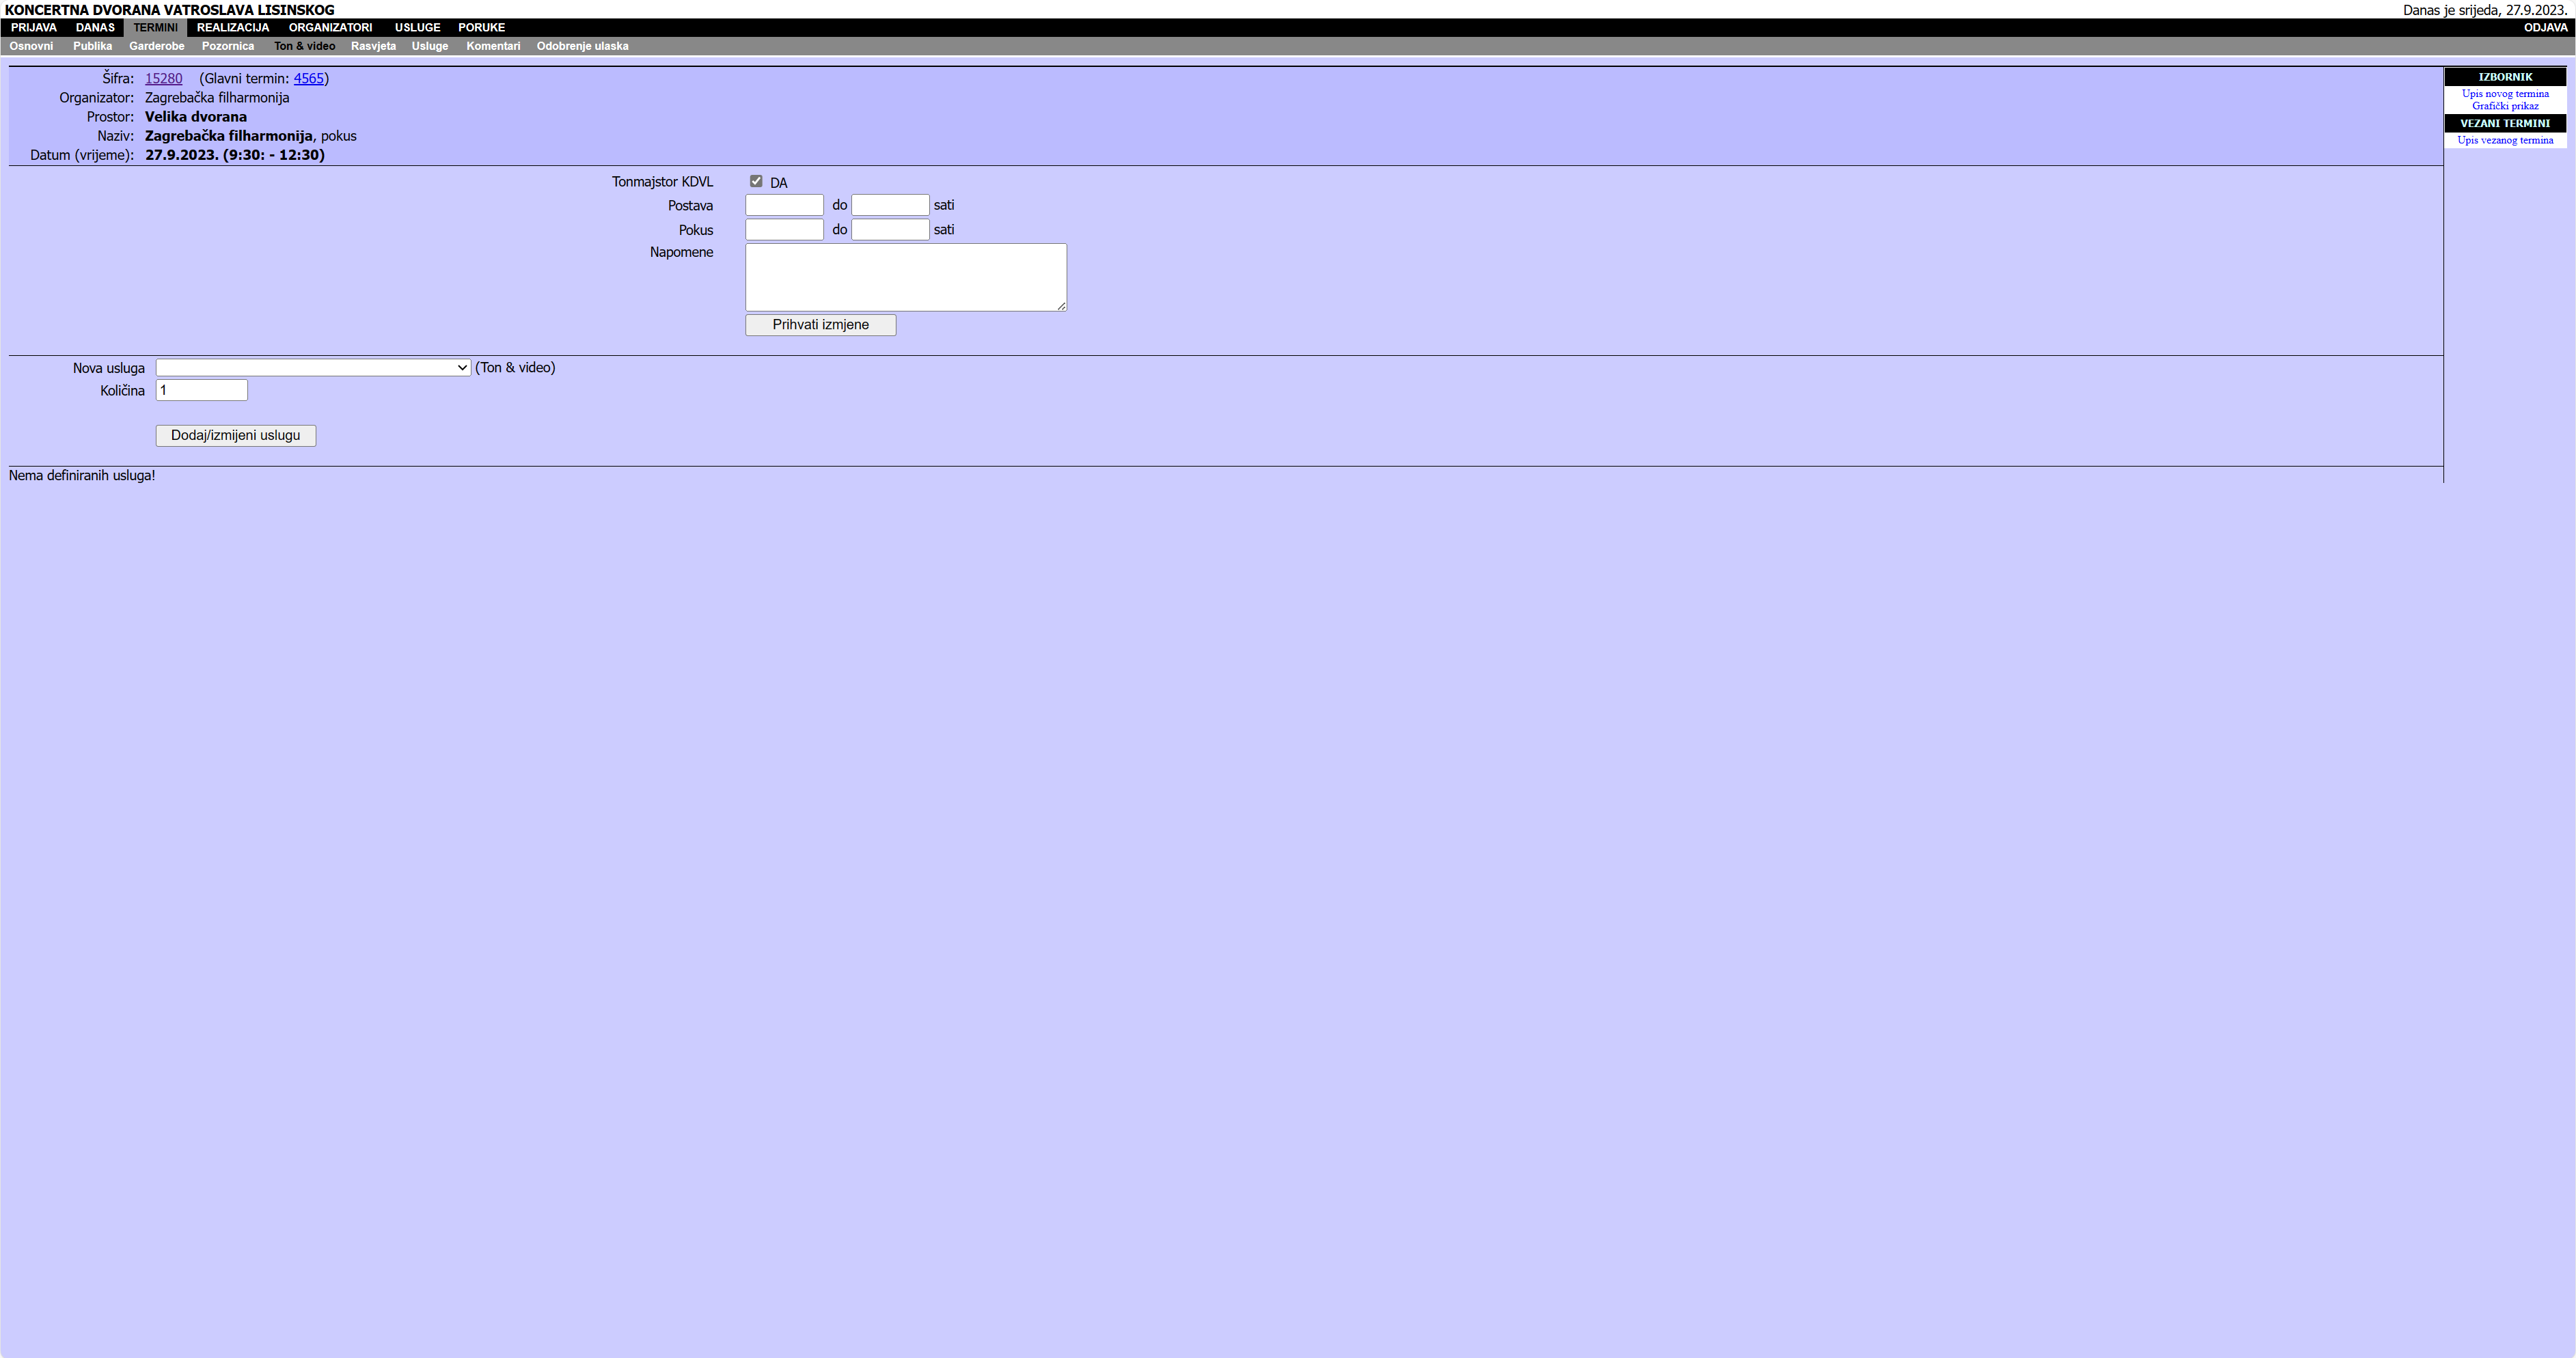 KONCERTNA DVORANA VATROSLAVA LISINSKOG
Danas je srijeda, 27.9.2023.
PRIJAVA DANAS TERMINI REALIZACIJA ORGANIZATORI USLUGE PORUKE ODJAVA
Osnovni Publika Garderobe Pozornica Ton & video Rasvjeta Usluge Komentari Odobrenje ulaska
Šifra: 15280 (Glavni termin: 4565)
Organizator: Zagrebačka filharmonija
Prostor: Velika dvorana
Naziv: Zagrebačka filharmonija, pokus
Datum (vrijeme): 27.9.2023. (9:30: - 12:30)
IZBORNIK
Upis novog termina
Grafički prikaz
VEZANI TERMINI
Upis vezanog termina
Tonmajstor KDVL DA
Postava do sati
Pokus do sati
Napomene
Prihvati izmjene
Nova usluga (Ton & video)
Količina 1
Dodaj/izmijeni uslugu
Nema definiranih usluga!